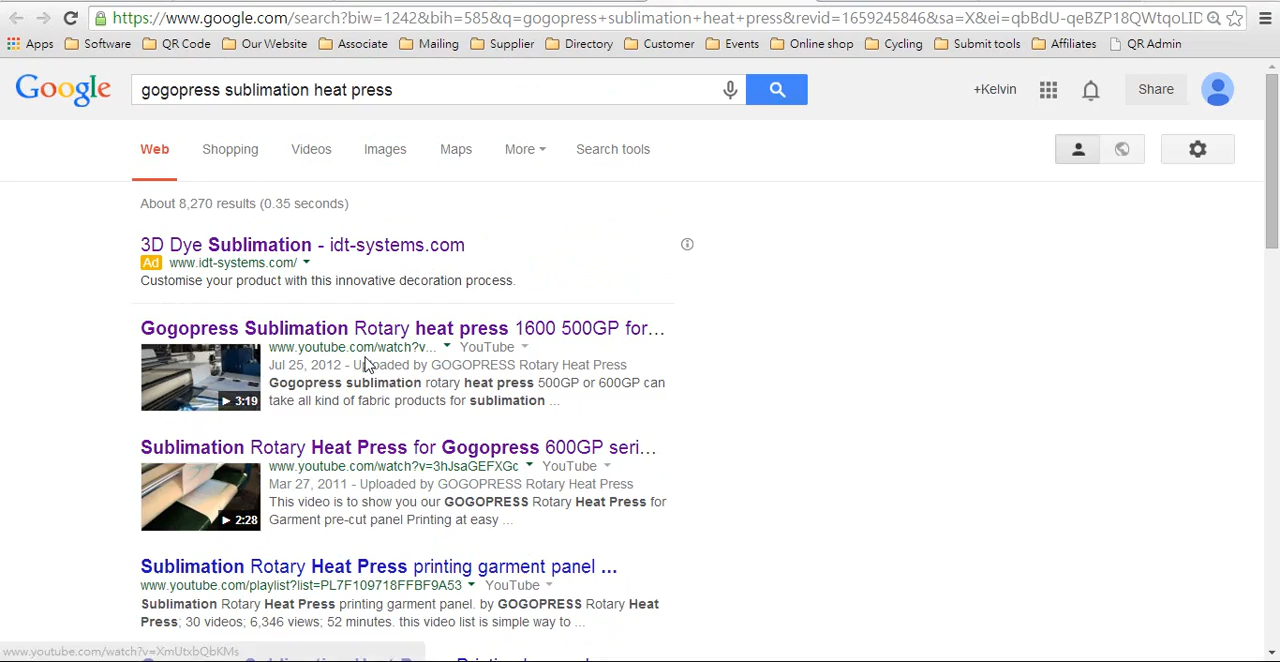 https://www.google.com/search?biw=1242&bih=585&q=gogopress+sublimation+heat+press&revid=1659245846&sa=X&ei=qbBdU-qeBZP18QWtqoLID
Apps Software QR Code Our Website Associate Mailing Supplier Directory Customer Events Online shop Cycling Submit tools Affiliates QR Admin
Google gogopress sublimation heat press +Kelvin Share
Web Shopping Videos Images Maps More Search tools
About 8,270 results (0.35 seconds)
3D Dye Sublimation - idt-systems.com
Ad www.idt-systems.com/
Customise your product with this innovative decoration process.
Gogopress Sublimation Rotary heat press 1600 500GP for...
www.youtube.com/watch?v... YouTube
Jul 25, 2012 - Uploaded by GOGOPRESS Rotary Heat Press
Gogopress sublimation rotary heat press 500GP or 600GP can
take all kind of fabric products for sublimation ...
3:19
Sublimation Rotary Heat Press for Gogopress 600GP seri...
www.youtube.com/watch?v=3hJsaGEFXGc YouTube
Mar 27, 2011 - Uploaded by GOGOPRESS Rotary Heat Press
This video is to show you our GOGOPRESS Rotary Heat Press for
Garment pre-cut panel Printing at easy ...
2:28
Sublimation Rotary Heat Press printing garment panel ...
www.youtube.com/playlist?list=PL7F109718FFBF9A53 YouTube
Sublimation Rotary Heat Press printing garment panel. by GOGOPRESS Rotary Heat
Press; 30 videos; 6,346 views; 52 minutes. this video list is simple way to ...
www.youtube.com/watch?v=XmUtxbQbKMs